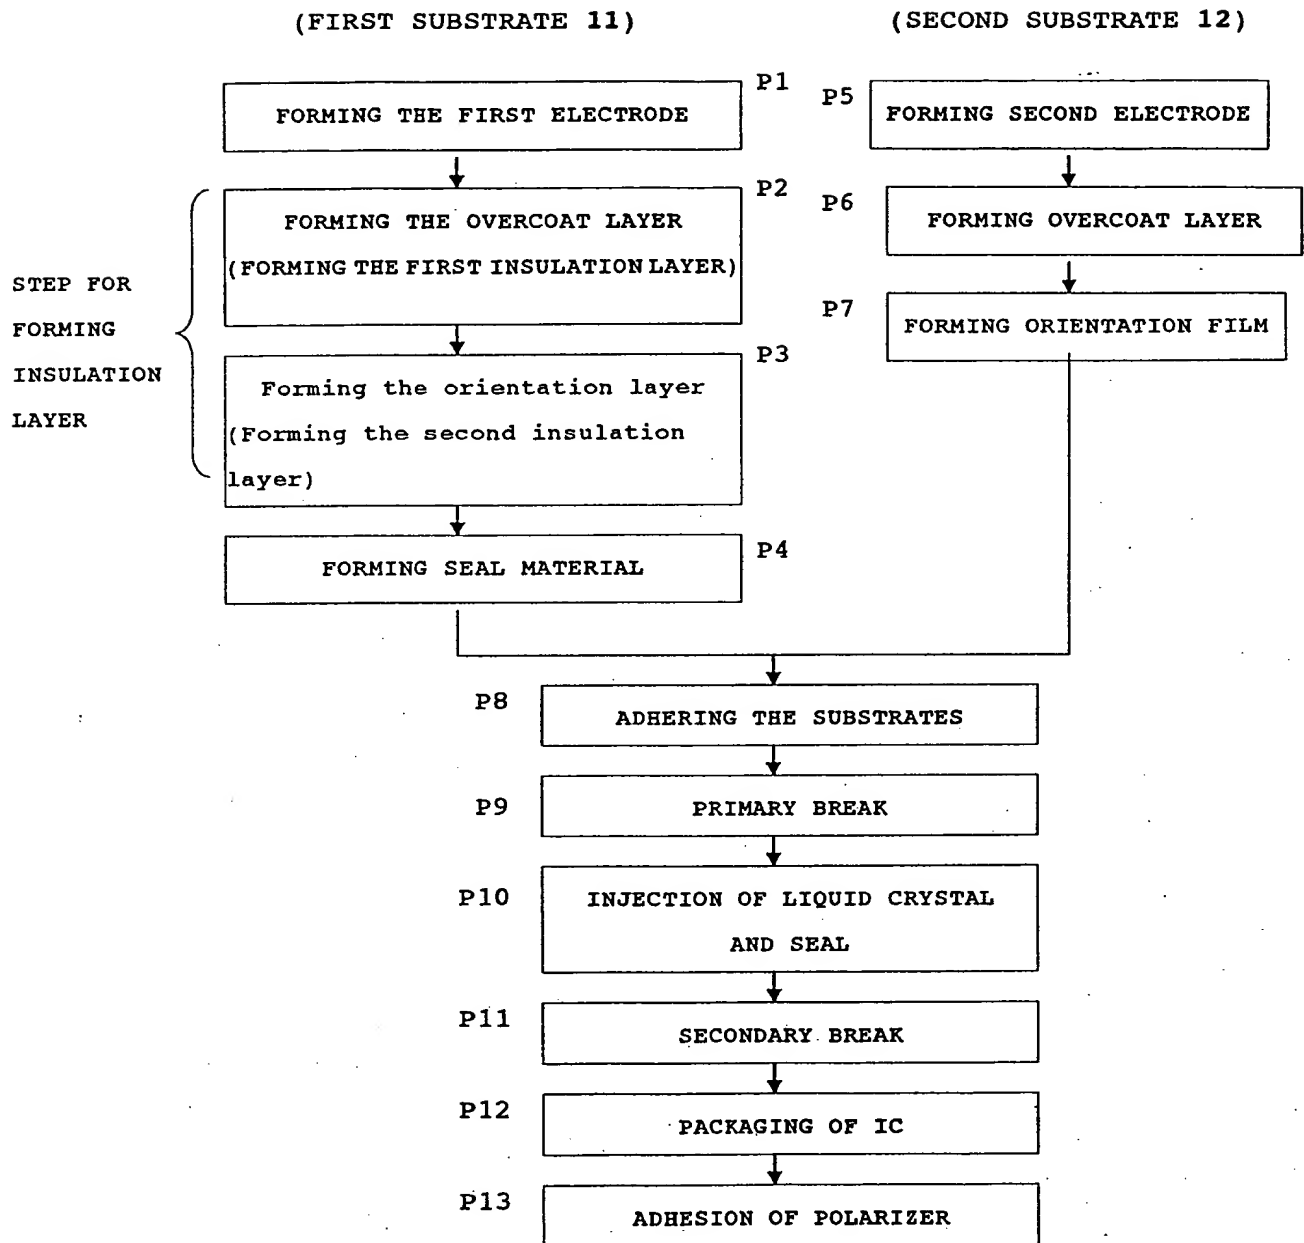 (FIRST SUBSTRATE 11)
(SECOND SUBSTRATE 12)
P1
FORMING THE FIRST ELECTRODE
P2
FORMING THE OVERCOAT LAYER
(FORMING THE FIRST INSULATION LAYER)
STEP FOR
FORMING
INSULATION
LAYER
P3
Forming the orientation layer
(Forming the second insulation
layer)
P4
FORMING SEAL MATERIAL
P5
FORMING SECOND ELECTRODE
P6
FORMING OVERCOAT LAYER
P7
FORMING ORIENTATION FILM
P8
ADHERING THE SUBSTRATES
P9
PRIMARY BREAK
P10
INJECTION OF LIQUID CRYSTAL
AND SEAL
P11
SECONDARY BREAK
P12
PACKAGING OF IC
P13
ADHESION OF POLARIZER